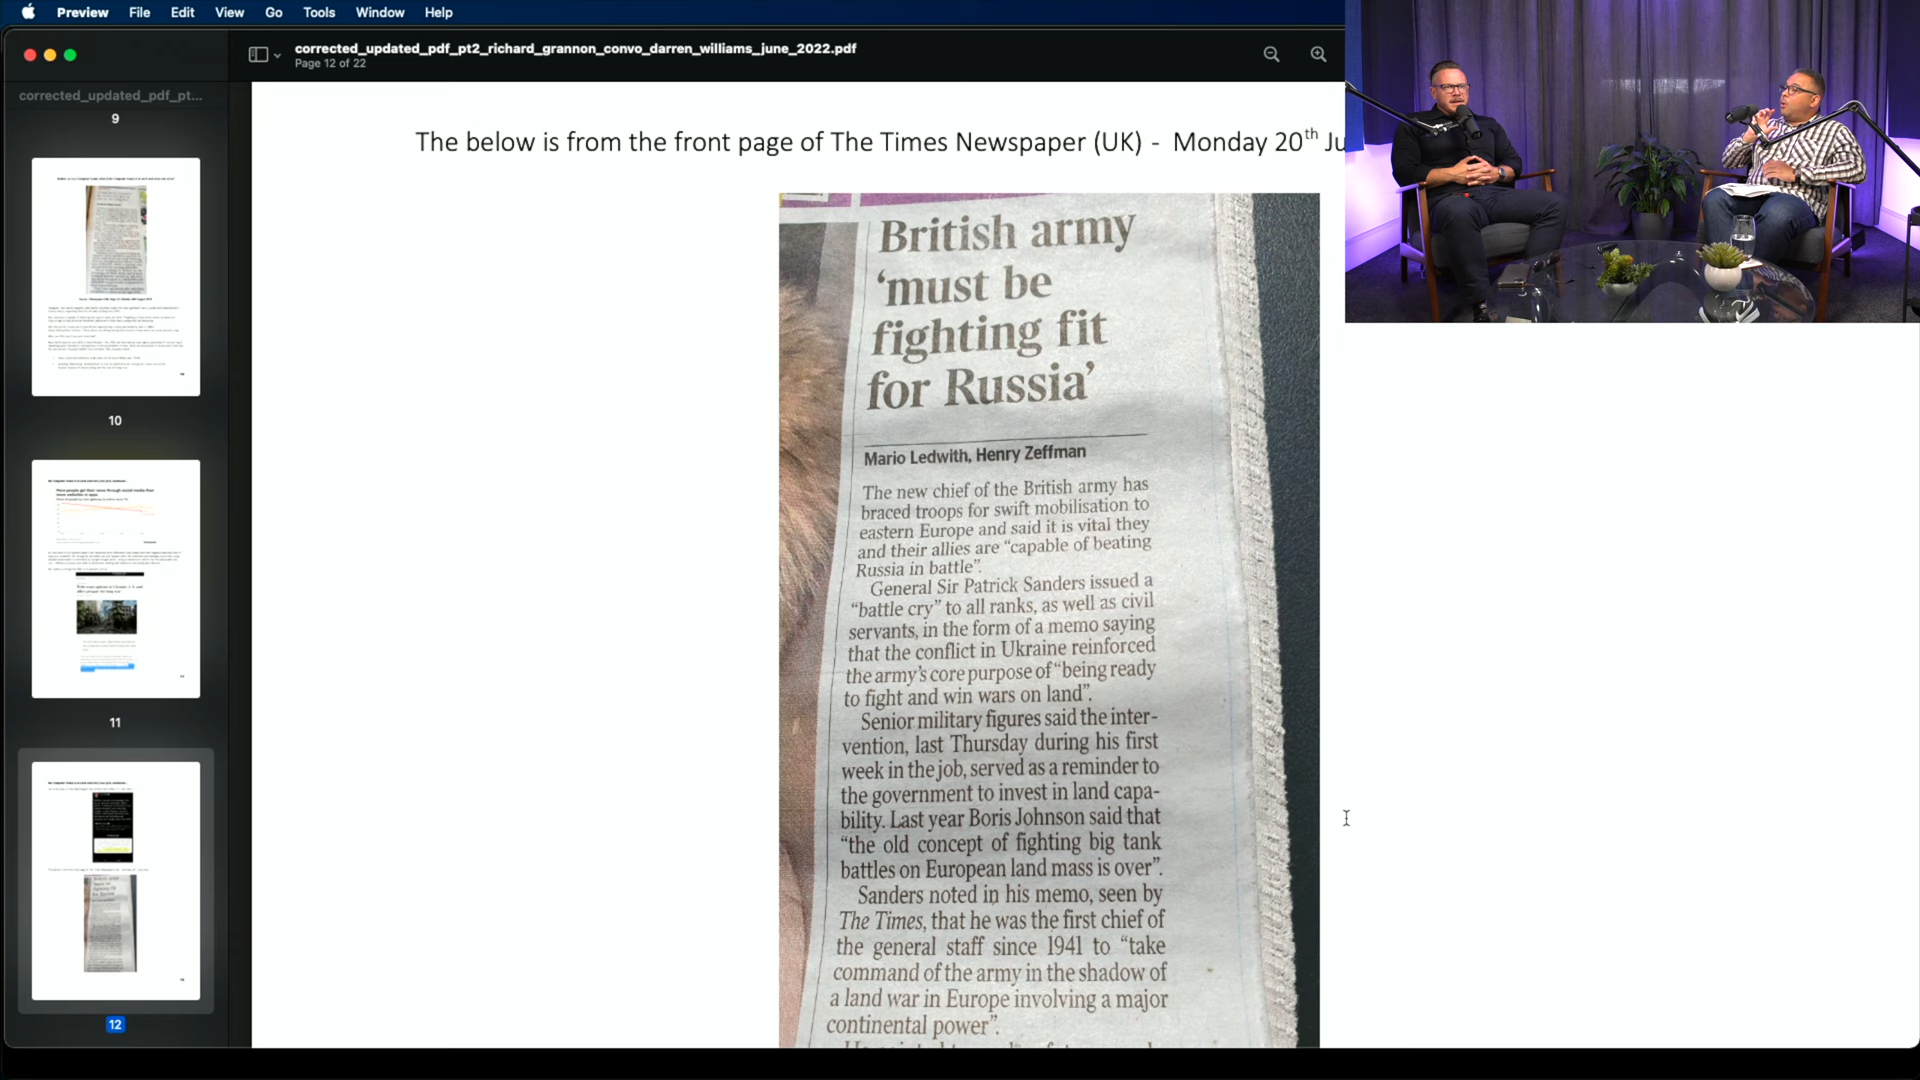 Preview File Edit View Go Tools Window Help
corrected_updated_pdf_pt2_richard_grannon_convo_darren_williams_june_2022.pdf
Page 12 of 22
corrected_updated_pdf_pt...
9
10
11
12
The below is from the front page of The Times Newspaper (UK) - Monday 20th Ju
British army
‘must be
fighting fit
for Russia’
Mario Ledwith, Henry Zeffman
The new chief of the British army has
braced troops for swift mobilisation to
eastern Europe and said it is vital they
and their allies are “capable of beating
Russia in battle”.
General Sir Patrick Sanders issued a
“battle cry” to all ranks, as well as civil
servants, in the form of a memo saying
that the conflict in Ukraine reinforced
the army’s core purpose of “being ready
to fight and win wars on land”.
Senior military figures said the inter-
vention, last Thursday during his first
week in the job, served as a reminder to
the government to invest in land capa-
bility. Last year Boris Johnson said that
“the old concept of fighting big tank
battles on European land mass is over”.
Sanders noted in his memo, seen by
The Times, that he was the first chief of
the general staff since 1941 to “take
command of the army in the shadow of
a land war in Europe involving a major
continental power”.